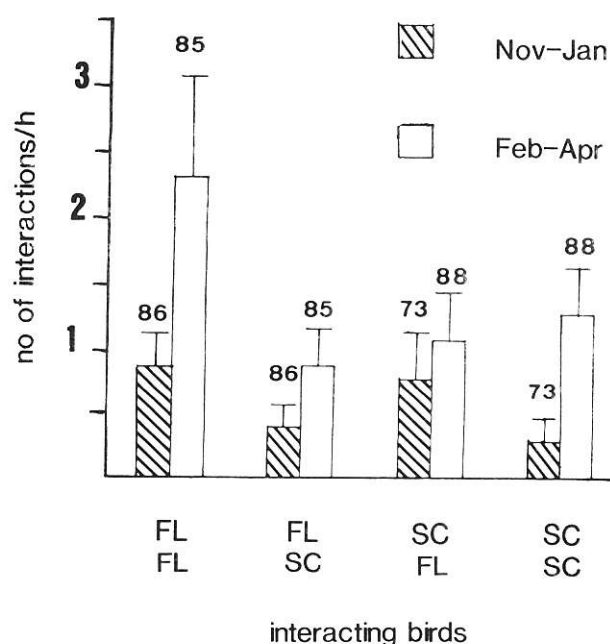 no of interactions/h
3
2
1
Nov-Jan
Feb-Apr
86
85
86
85
73
88
73
88
FL FL SC SC
FL SC FL SC
interacting birds